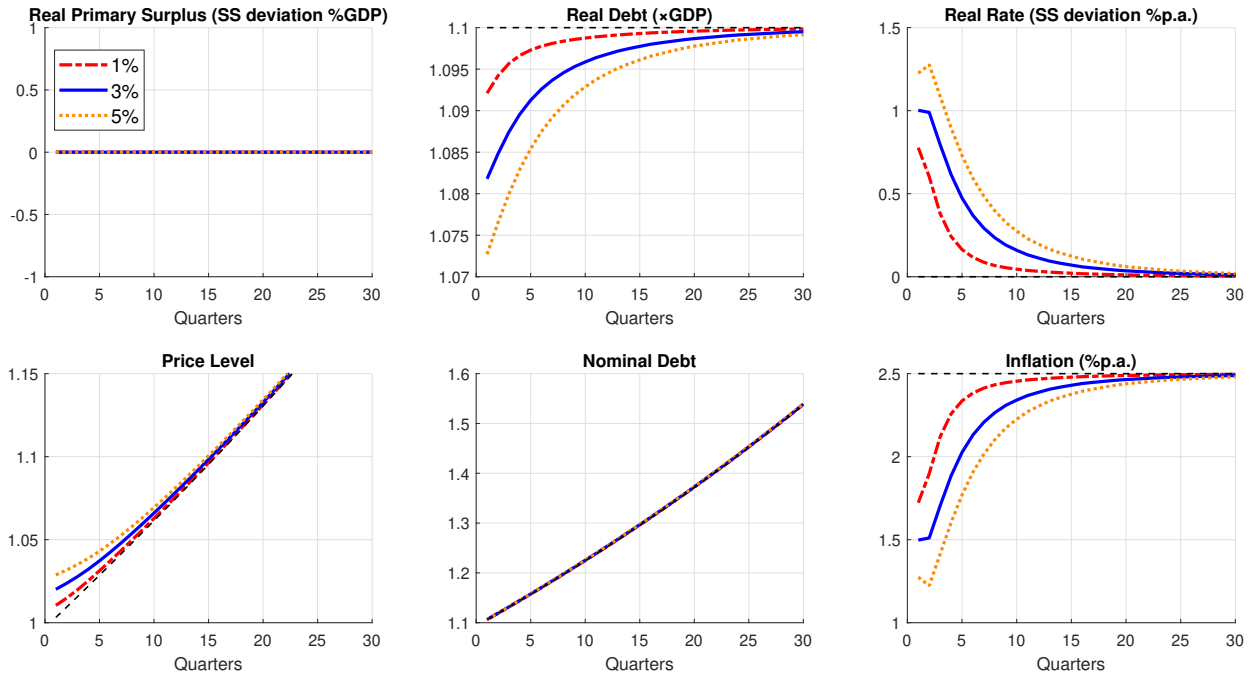 Real Primary Surplus (SS deviation %GDP)
1
0.5
0
-0.5
-1
0 5 10 15 20 25 30
Quarters
1%
3%
5%
Real Debt (×GDP)
1.1
1.095
1.09
1.085
1.08
1.075
1.07
0 5 10 15 20 25 30
Quarters
Real Rate (SS deviation %p.a.)
1.5
1
0.5
0
0 5 10 15 20 25 30
Quarters
Price Level
1.15
1.1
1.05
1
0 5 10 15 20 25 30
Quarters
Nominal Debt
1.6
1.5
1.4
1.3
1.2
1.1
0 5 10 15 20 25 30
Quarters
Inflation (%p.a.)
2.5
2
1.5
1
0 5 10 15 20 25 30
Quarters